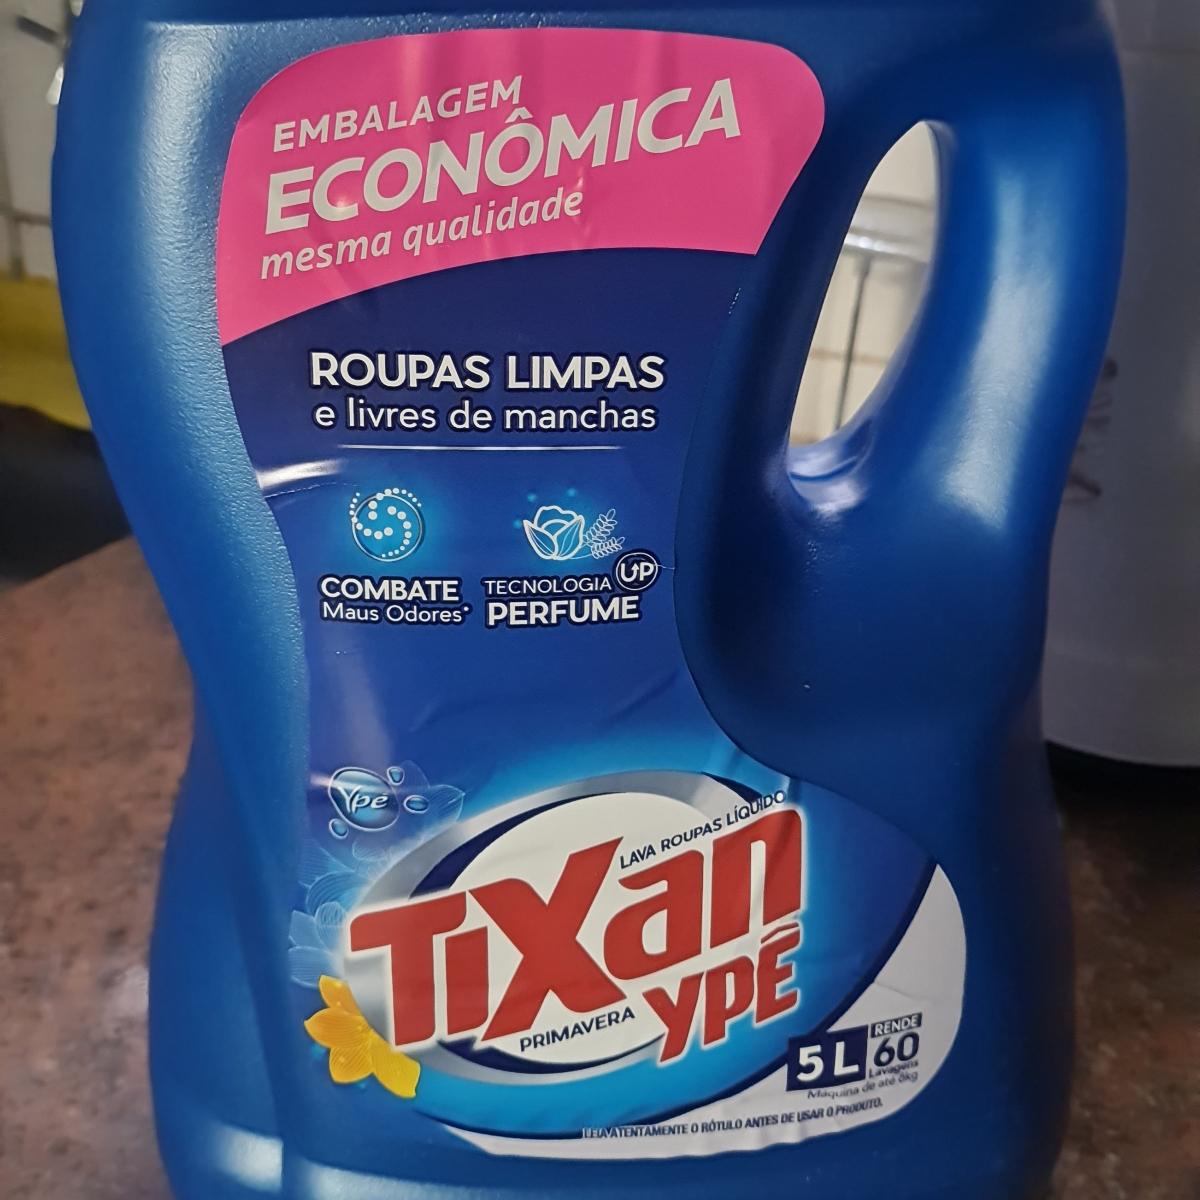 EMBALAGEM
ECONÔMICA
mesma qualidade
ROUPAS LIMPAS
e livres de manchas
COMBATE
Maus Odores*
TECNOLOGIA UP
PERFUME
Ypê
LAVA ROUPAS LÍQUIDO
TIXan
YPÊ
PRIMAVERA
5 L
RENDE
60
Lavagens
Máquina de até 8kg
LEIA ATENTAMENTE O RÓTULO ANTES DE USAR O PRODUTO.